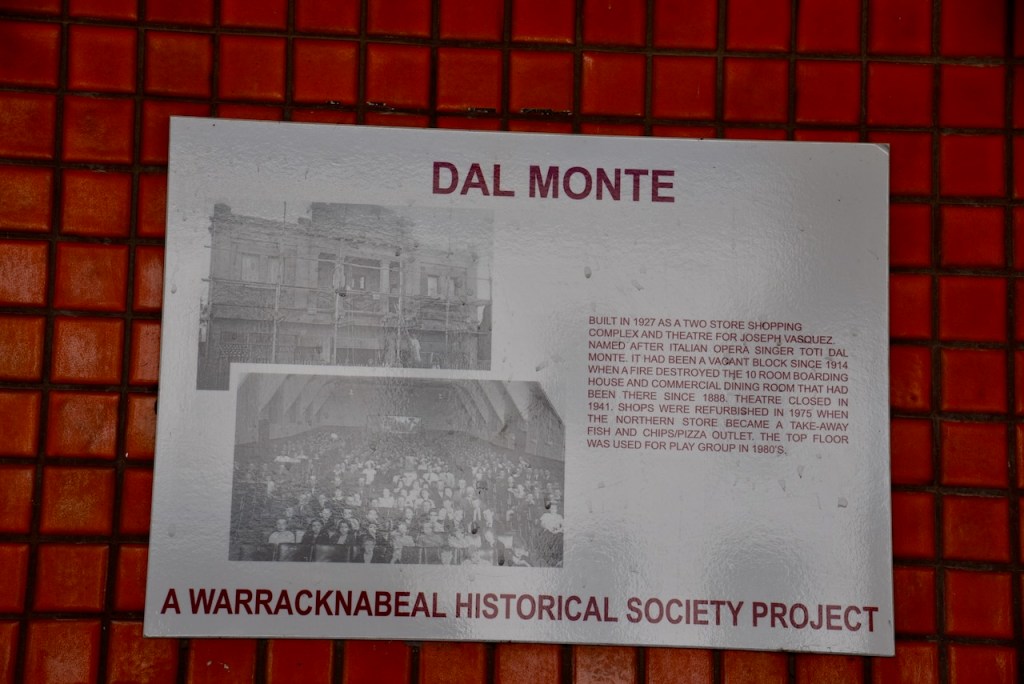 DAL MONTE
BUILT IN 1927 AS A TWO STORE SHOPPING
COMPLEX AND THEATRE FOR JOSEPH VASQUEZ.
NAMED AFTER ITALIAN OPERA SINGER TOTI DAL
MONTE. IT HAD BEEN A VACANT BLOCK SINCE 1914
WHEN A FIRE DESTROYED THE 10 ROOM BOARDING
HOUSE AND COMMERCIAL DINING ROOM THAT HAD
BEEN THERE SINCE 1888. THEATRE CLOSED IN
1941. SHOPS WERE REFURBISHED IN 1975 WHEN
THE NORTHERN STORE BECAME A TAKE-AWAY
FISH AND CHIPS/PIZZA OUTLET. THE TOP FLOOR
WAS USED FOR PLAY GROUP IN 1980'S.
A WARRACKNABEAL HISTORICAL SOCIETY PROJECT